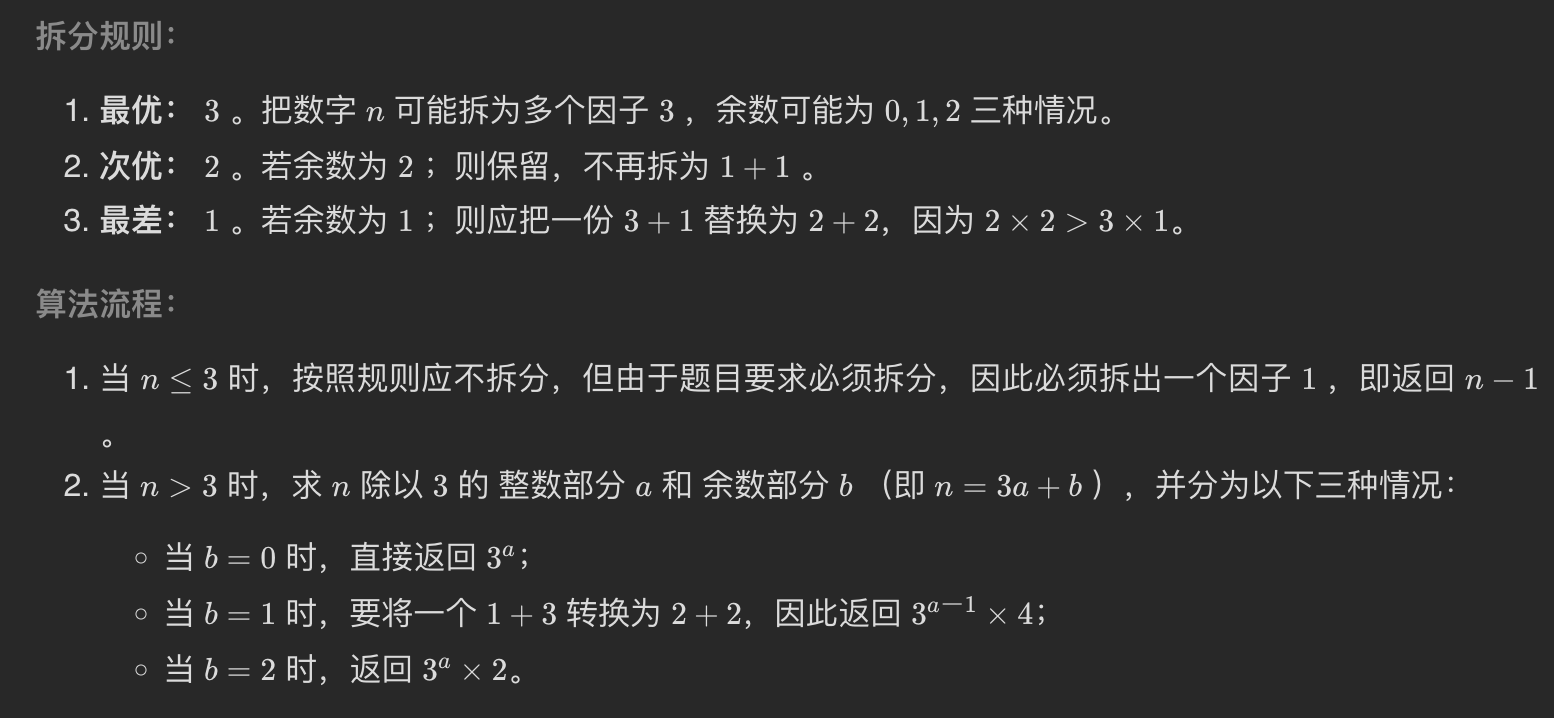 拆分规则：
1. 最优： 3 。把数字 n 可能拆为多个因子 3 ，余数可能为 0, 1, 2 三种情况。
2. 次优： 2 。若余数为 2 ；则保留，不再拆为 1 + 1 。
3. 最差： 1 。若余数为 1 ；则应把一份 3 + 1 替换为 2 + 2，因为 2 × 2 > 3 × 1。
算法流程：
1. 当 n ≤ 3 时，按照规则应不拆分，但由于题目要求必须拆分，因此必须拆出一个因子 1 ，即返回 n − 1
。
2. 当 n > 3 时，求 n 除以 3 的 整数部分 a 和 余数部分 b （即 n = 3a + b ），并分为以下三种情况：
◦ 当 b = 0 时，直接返回 3^a；
◦ 当 b = 1 时，要将一个 1 + 3 转换为 2 + 2，因此返回 3^{a−1} × 4；
◦ 当 b = 2 时，返回 3^a × 2。